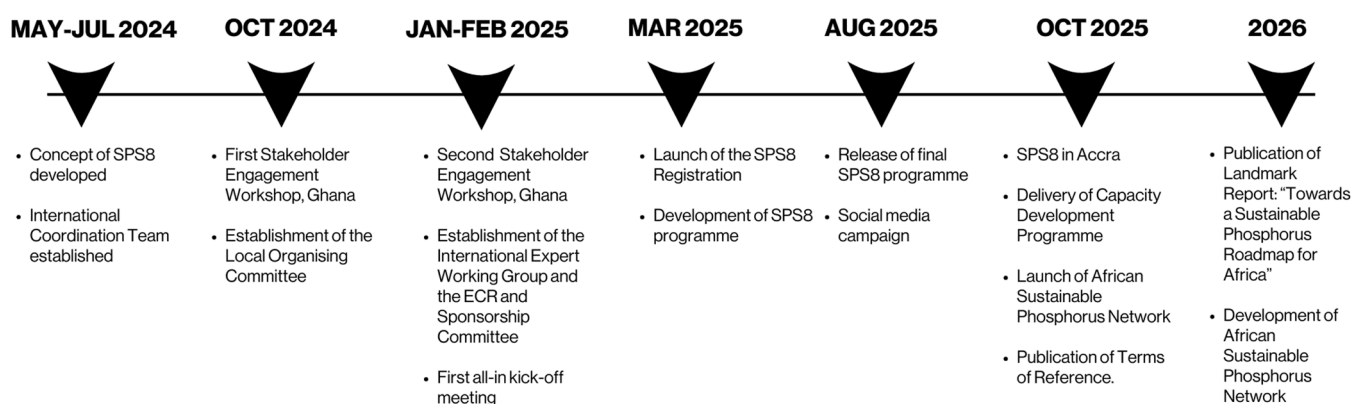 MAY-JUL 2024
OCT 2024
JAN-FEB 2025
MAR 2025
AUG 2025
OCT 2025
2026
• Concept of SPS8
developed
• International
Coordination Team
established
• First Stakeholder
Engagement
Workshop, Ghana
• Establishment of the
Local Organising
Committee
• Second Stakeholder
Engagement
Workshop, Ghana
• Establishment of the
International Expert
Working Group and
the ECR and
Sponsorship
Committee
• First all-in kick-off
meeting
• Launch of the SPS8
Registration
• Development of SPS8
programme
• Release of final
SPS8 programme
• Social media
campaign
• SPS8 in Accra
• Delivery of Capacity
Development
Programme
• Launch of African
Sustainable
Phosphorus Network
• Publication of Terms
of Reference.
• Publication of
Landmark
Report: “Towards
a Sustainable
Phosphorus
Roadmap for
Africa”
• Development of
African
Sustainable
Phosphorus
Network